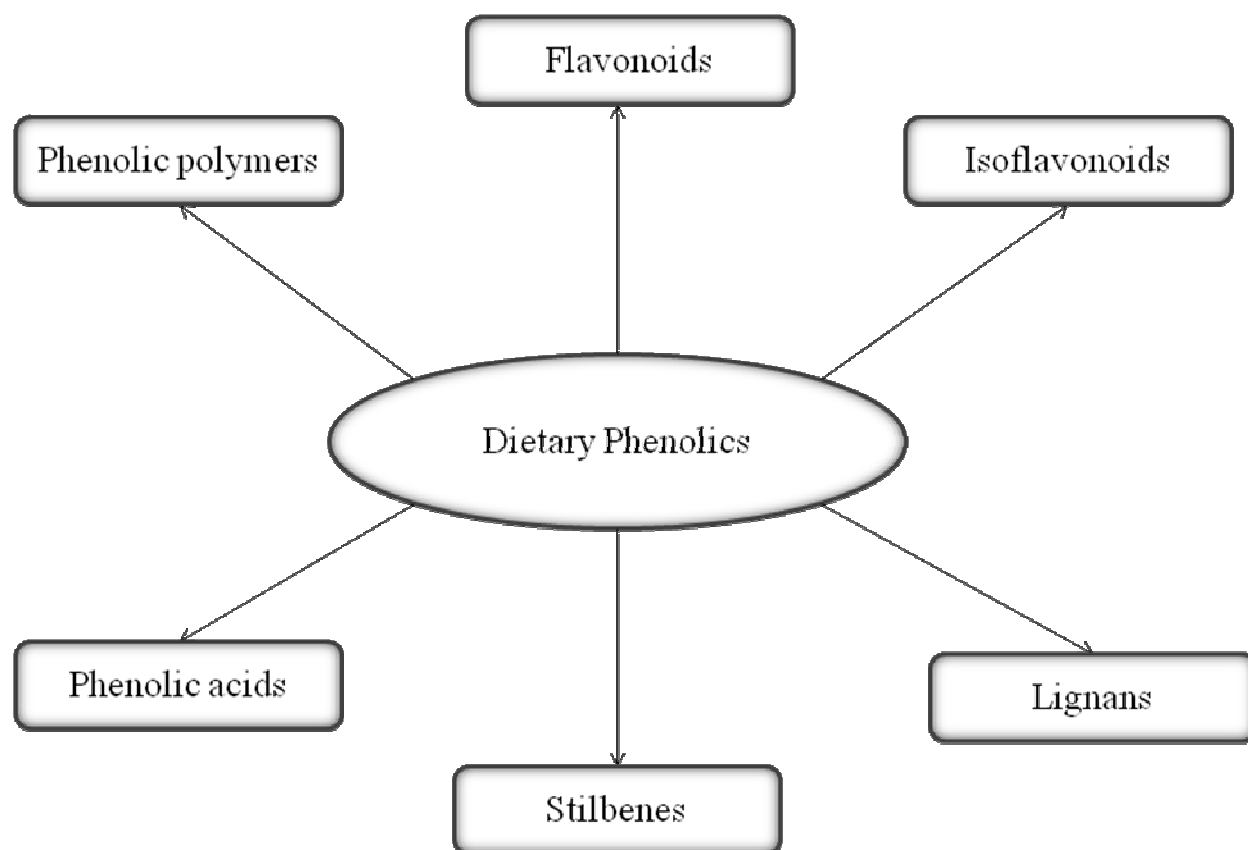 Flavonoids
Phenolic polymers
Isoflavonoids
Dietary Phenolics
Phenolic acids
Lignans
Stilbenes